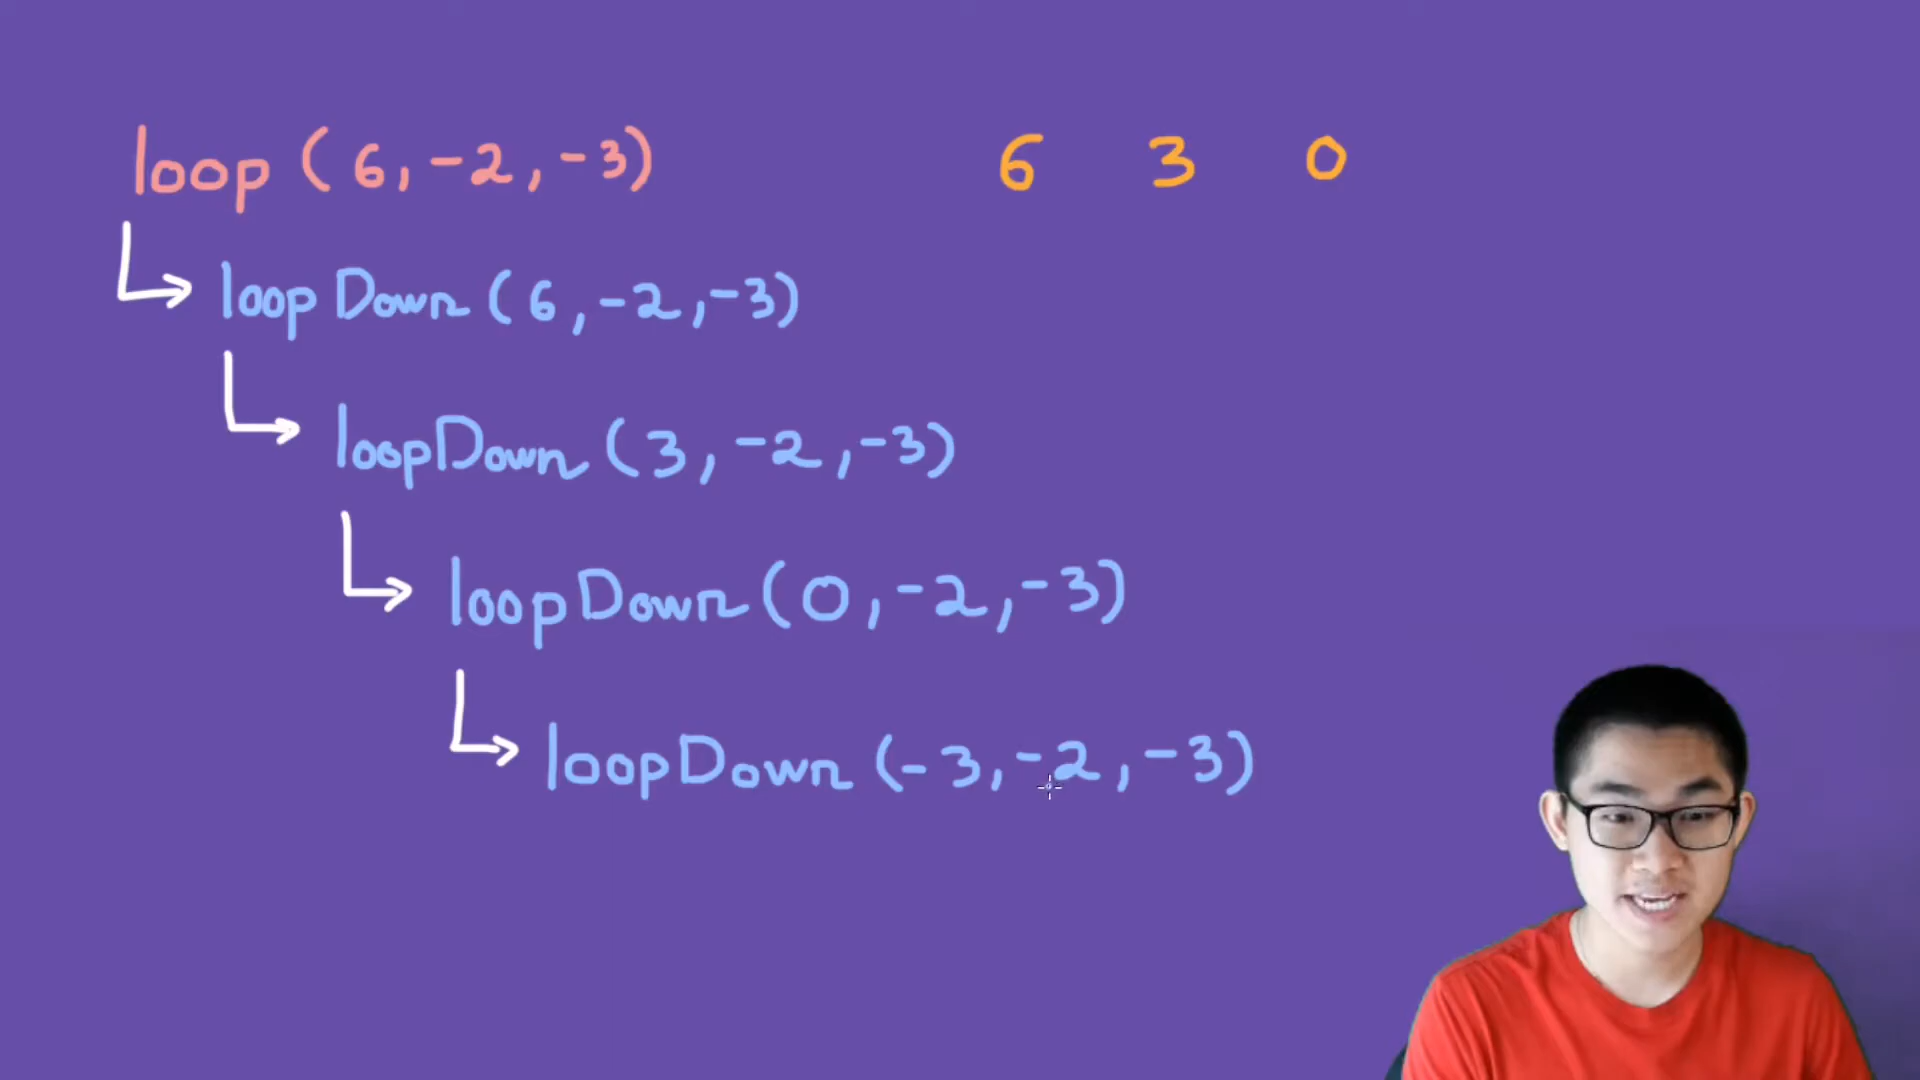 loop (6, -2, -3) 6 3 0
loopDown (6, -2, -3)
loopDown (3, -2, -3)
loopDown (0, -2, -3)
loopDown (-3, -2, -3)